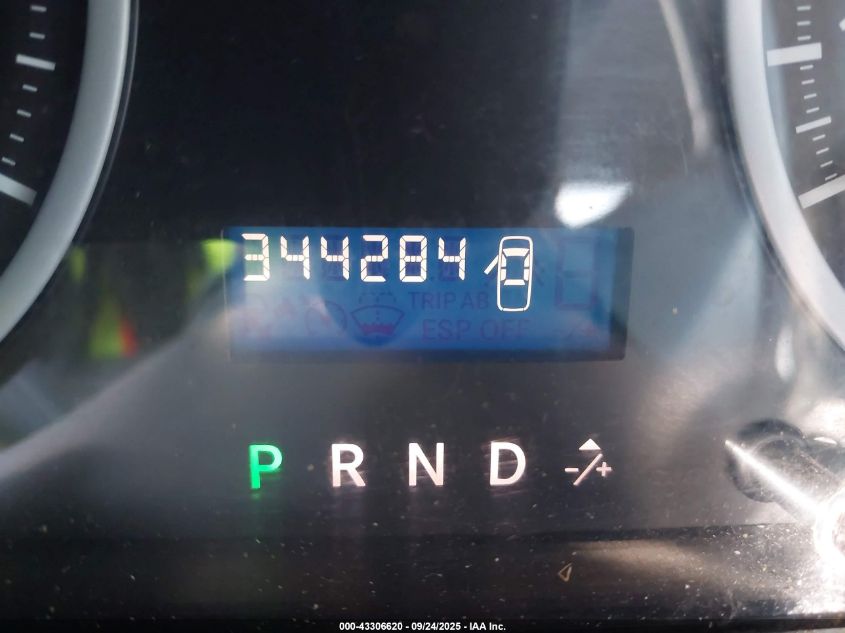 344284
TRIP AB
ESP OFF
P R N D -/+
000-43306620 - 09/24/2025 - IAA Inc.